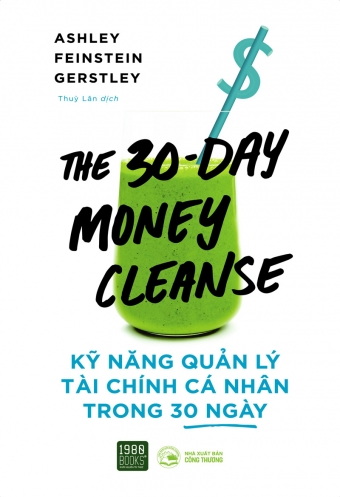 ASHLEY
FEINSTEIN
GERSTLEY
Thuỳ Lân dịch
THE 30-DAY
MONEY
CLEANSE
KỸ NĂNG QUẢN LÝ
TÀI CHÍNH CÁ NHÂN
TRONG 30 NGÀY
1980
BOOKS
NHÀ XUẤT BẢN
CÔNG THƯƠNG